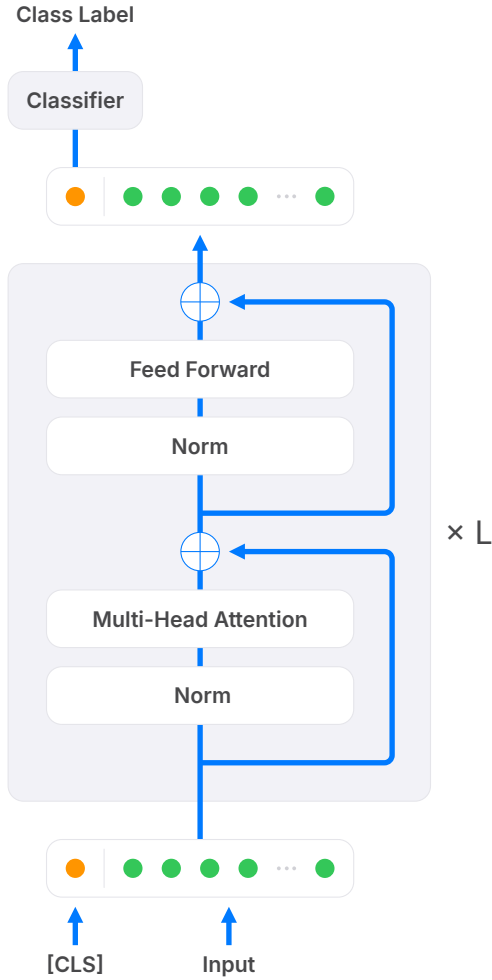 Class Label
Classifier
...
Feed Forward
Norm
× L
Multi-Head Attention
Norm
...
[CLS]
Input